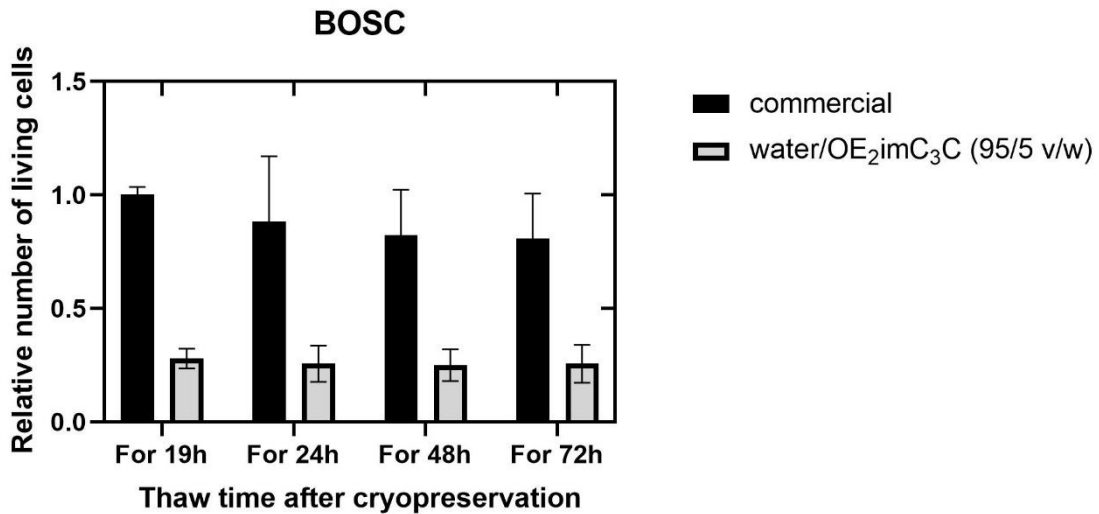 BOSC
Relative number of living cells
1.5
1.0
0.5
0.0
For 19h For 24h For 48h For 72h
Thaw time after cryopreservation
commercial
water/OE₂imC₃C (95/5 v/w)